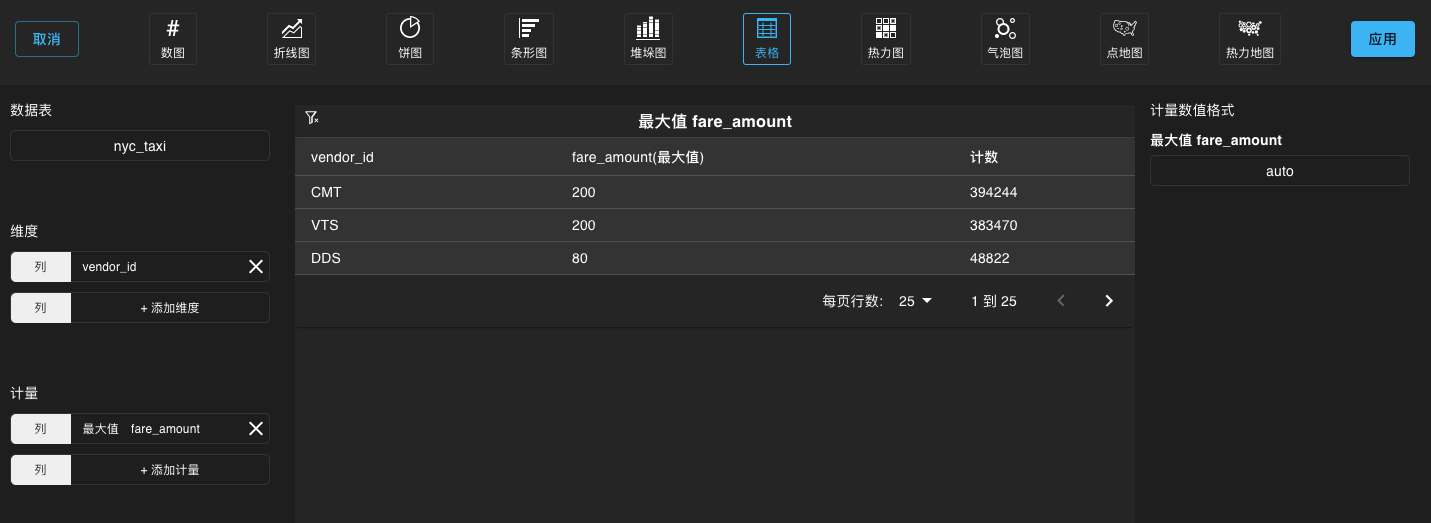 取消
数图
折线图
饼图
条形图
堆垛图
表格
热力图
气泡图
点地图
热力地图
应用
数据表
nyc_taxi
维度
列 vendor_id
列 + 添加维度
计量
列 最大值 fare_amount
列 + 添加计量
最大值 fare_amount
vendor_id fare_amount(最大值) 计数
CMT 200 394244
VTS 200 383470
DDS 80 48822
每页行数: 25 1 到 25
计量数值格式
最大值 fare_amount
auto